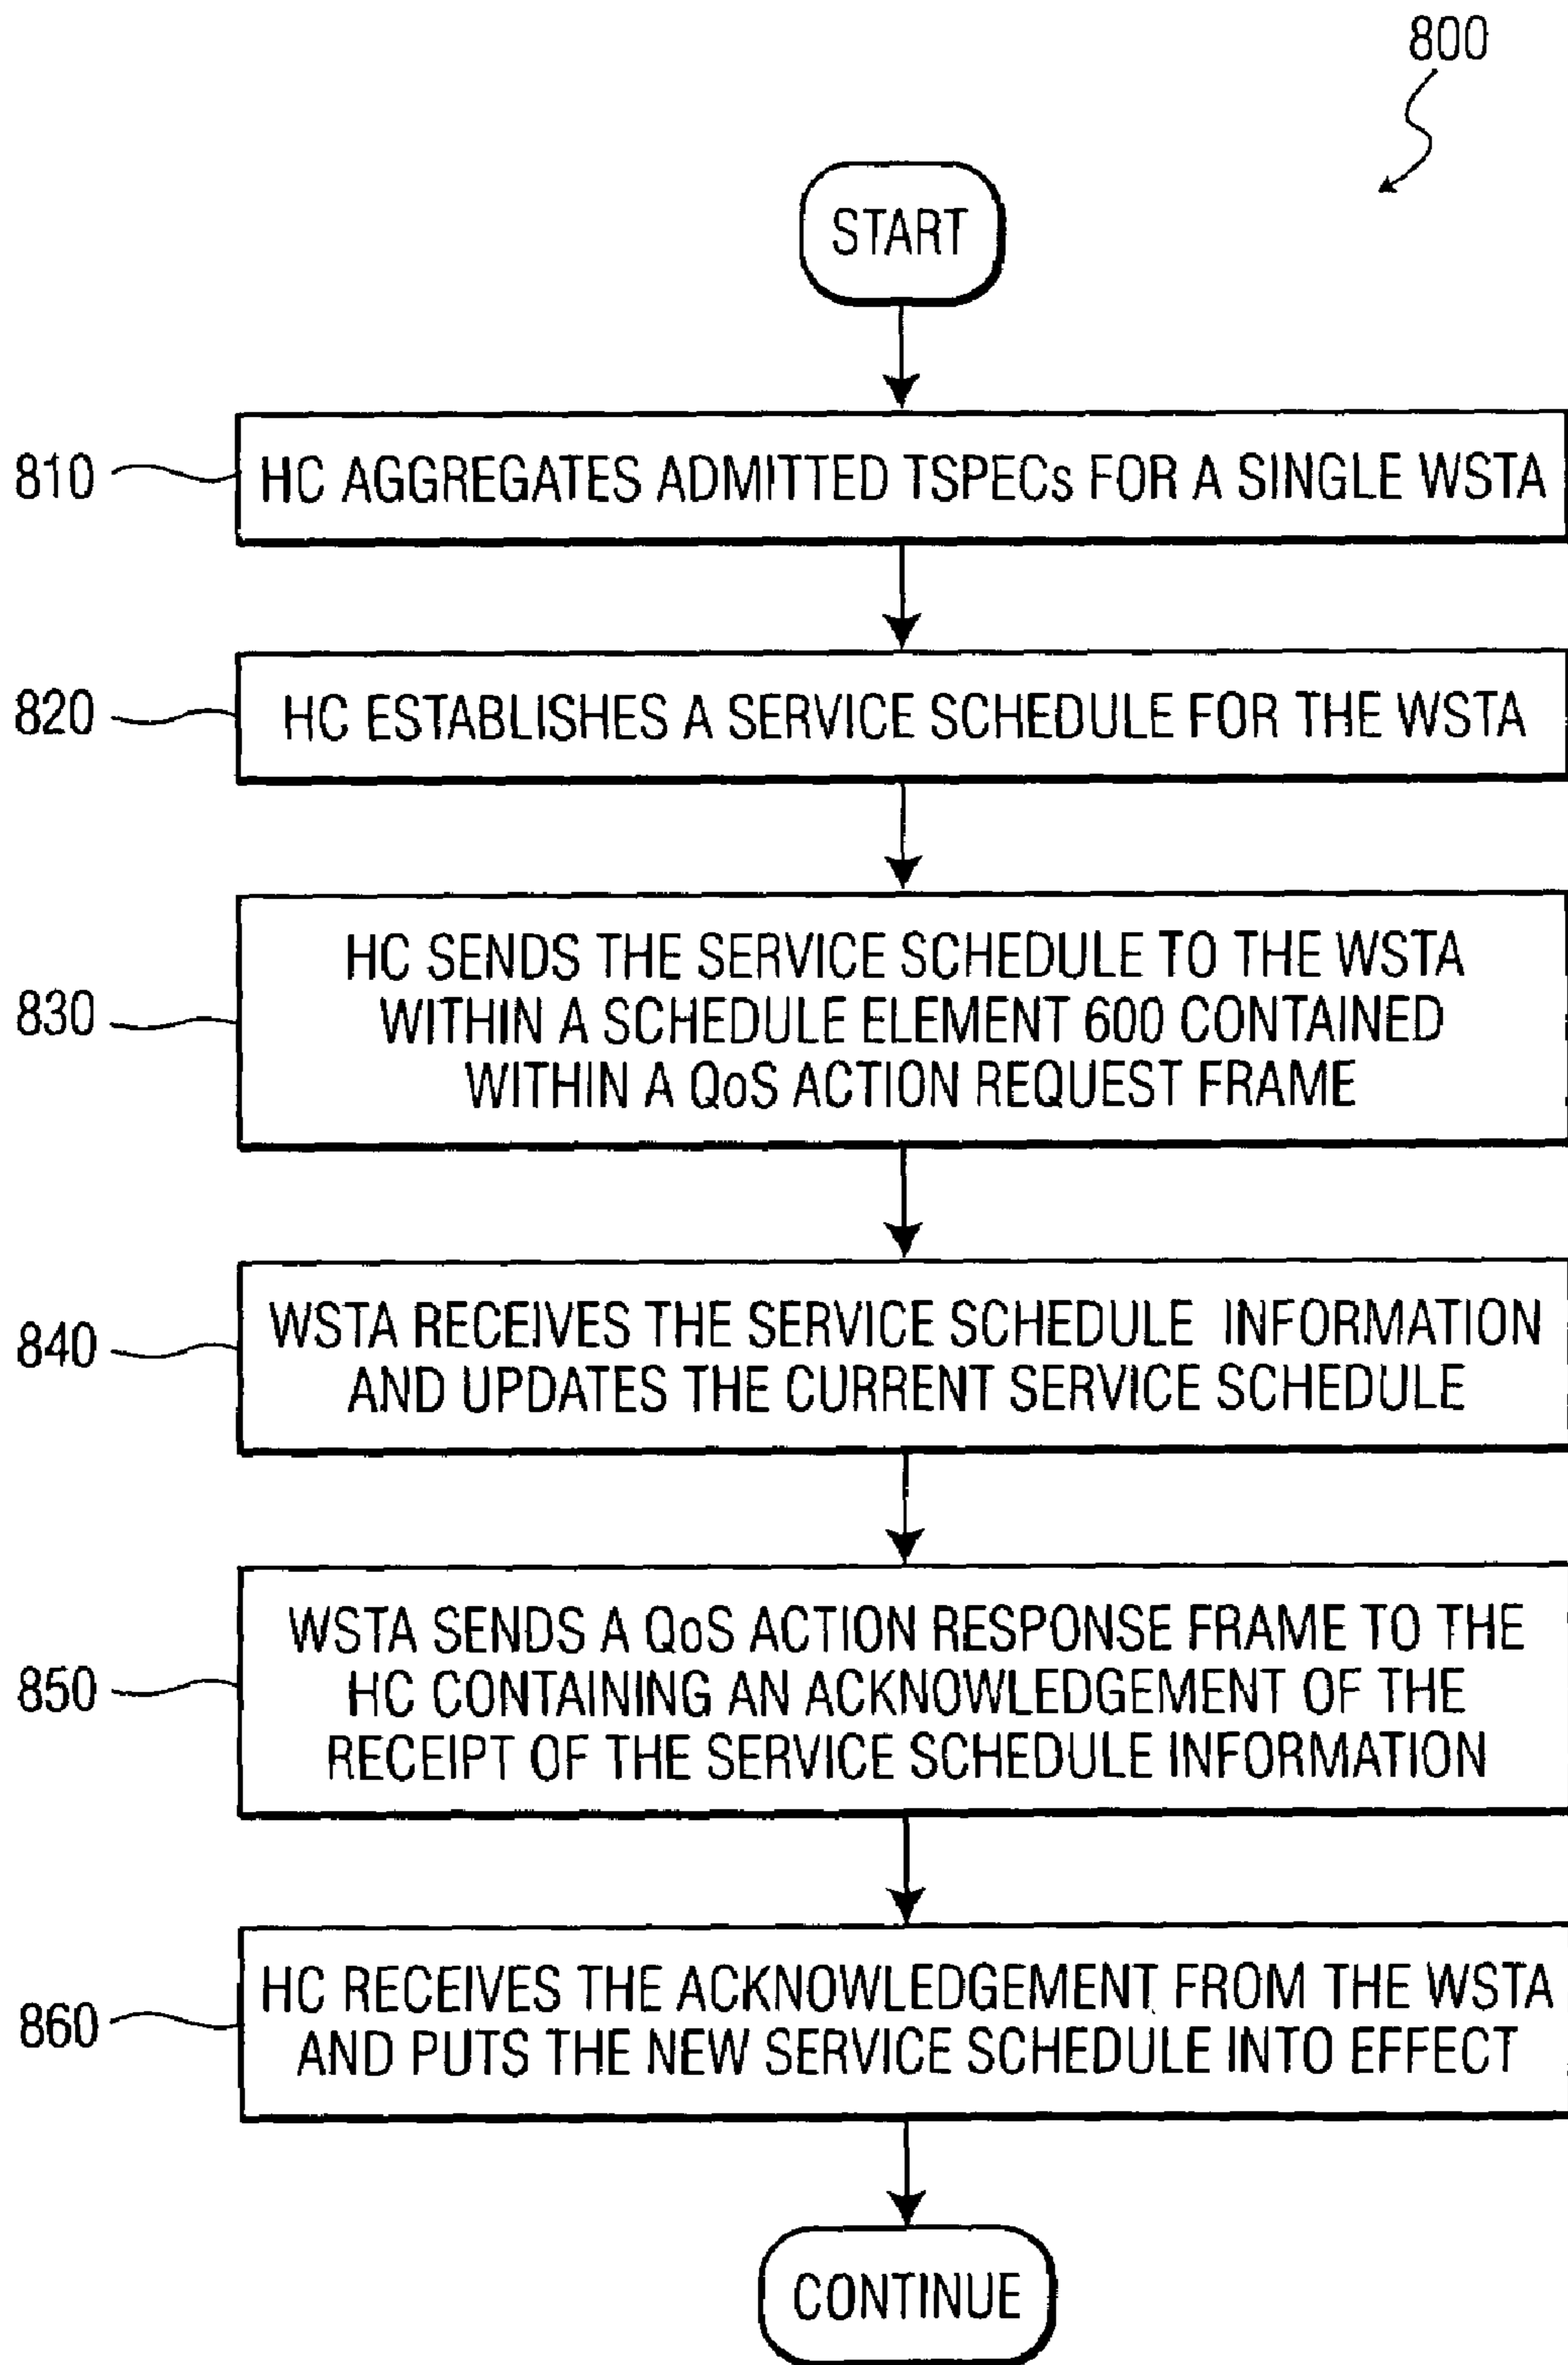 800
START
810
HC AGGREGATES ADMITTED TSPECs FOR A SINGLE WSTA
820
HC ESTABLISHES A SERVICE SCHEDULE FOR THE WSTA
830
HC SENDS THE SERVICE SCHEDULE TO THE WSTA
WITHIN A SCHEDULE ELEMENT 600 CONTAINED
WITHIN A QoS ACTION REQUEST FRAME
840
WSTA RECEIVES THE SERVICE SCHEDULE INFORMATION
AND UPDATES THE CURRENT SERVICE SCHEDULE
850
WSTA SENDS A QoS ACTION RESPONSE FRAME TO THE
HC CONTAINING AN ACKNOWLEDGEMENT OF THE
RECEIPT OF THE SERVICE SCHEDULE INFORMATION
860
HC RECEIVES THE ACKNOWLEDGEMENT FROM THE WSTA
AND PUTS THE NEW SERVICE SCHEDULE INTO EFFECT
CONTINUE